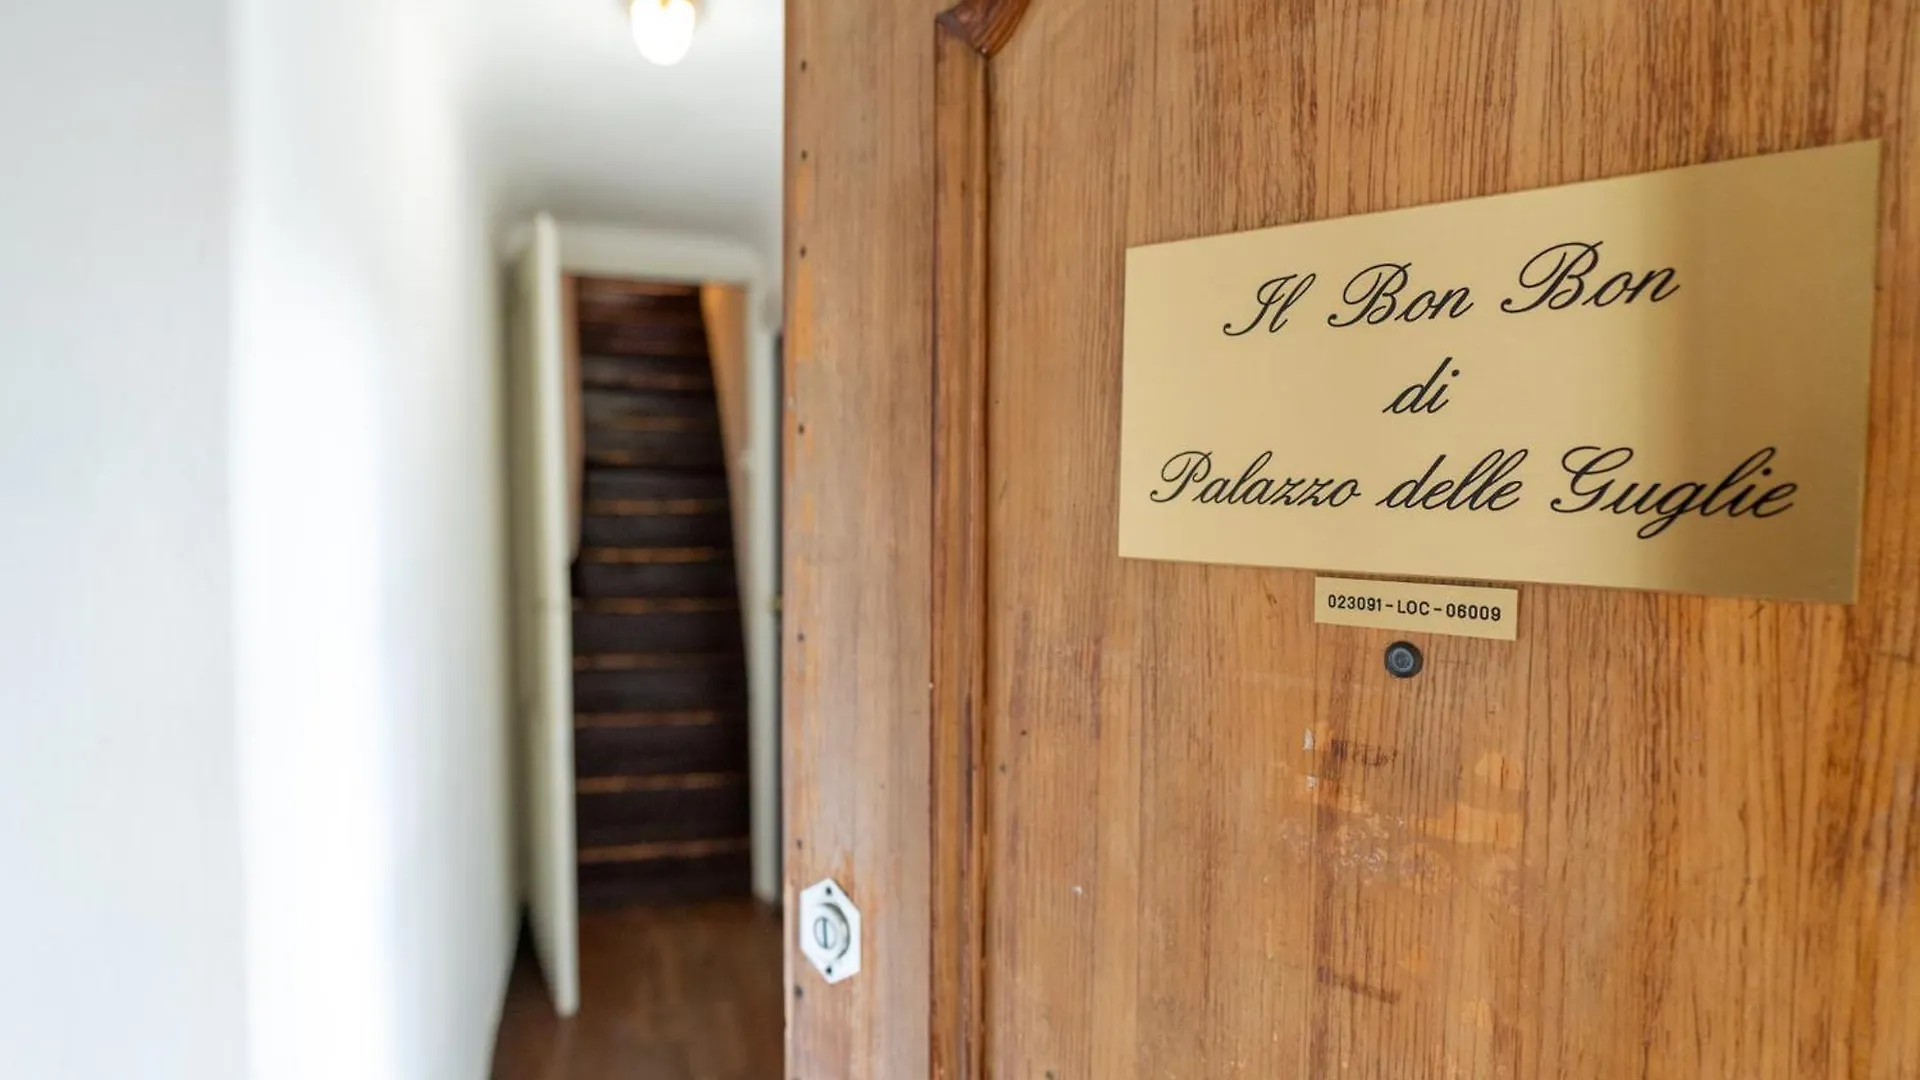 Il Bon Bon
di
Palazzo delle Guglie
023091-LOC-06009